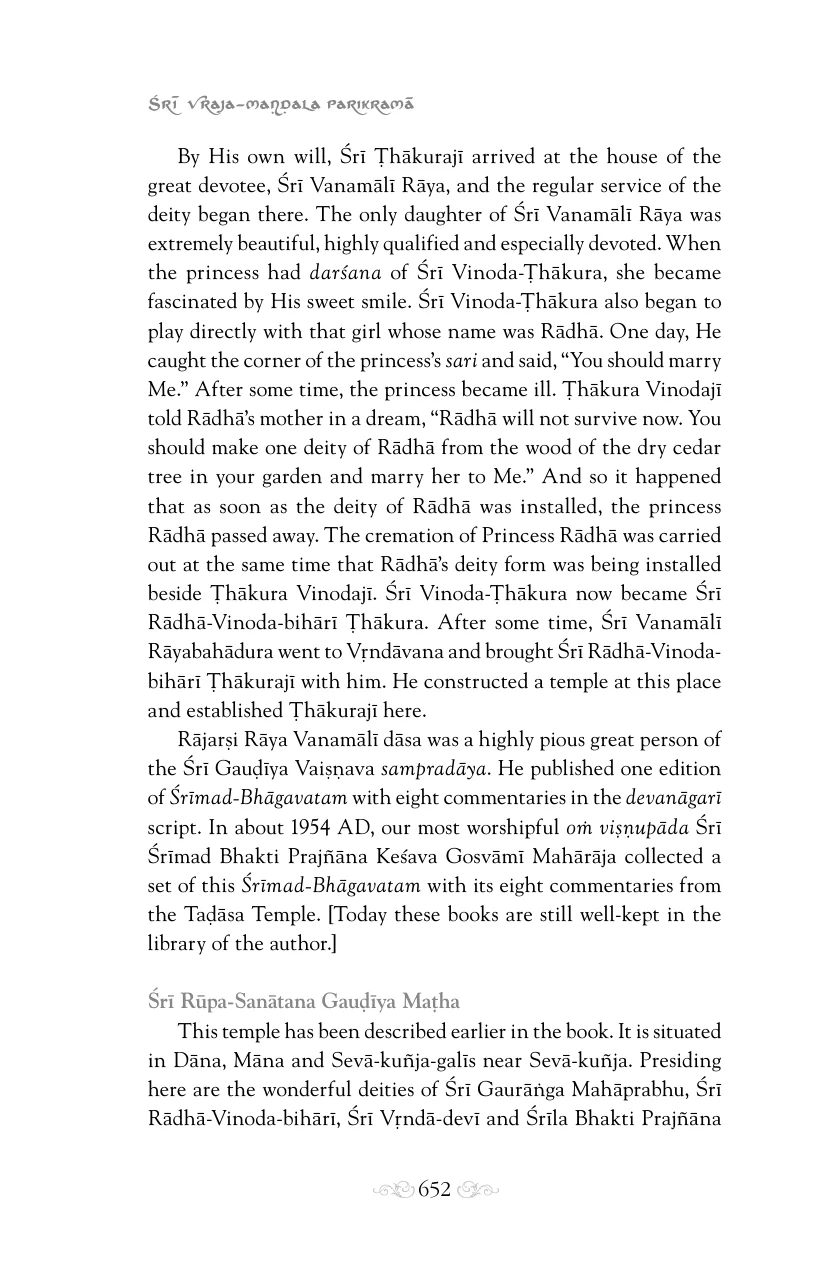 Śrī Vraja-maṇḍala Parikramā
By His own will, Śrī Ṭhākurajī arrived at the house of the
great devotee, Śrī Vanamālī Rāya, and the regular service of the
deity began there. The only daughter of Śrī Vanamālī Rāya was
extremely beautiful, highly qualified and especially devoted. When
the princess had darśana of Śrī Vinoda-Ṭhākura, she became
fascinated by His sweet smile. Śrī Vinoda-Ṭhākura also began to
play directly with that girl whose name was Rādhā. One day, He
caught the corner of the princess’s sari and said, “You should marry
Me.” After some time, the princess became ill. Ṭhākura Vinodajī
told Rādhā’s mother in a dream, “Rādhā will not survive now. You
should make one deity of Rādhā from the wood of the dry cedar
tree in your garden and marry her to Me.” And so it happened
that as soon as the deity of Rādhā was installed, the princess
Rādhā passed away. The cremation of Princess Rādhā was carried
out at the same time that Rādhā’s deity form was being installed
beside Ṭhākura Vinodajī. Śrī Vinoda-Ṭhākura now became Śrī
Rādhā-Vinoda-bihārī Ṭhākura. After some time, Śrī Vanamālī
Rāyabahādura went to Vṛndāvana and brought Śrī Rādhā-Vinoda-
bihārī Ṭhākurajī with him. He constructed a temple at this place
and established Ṭhākurajī here.
Rājarṣi Rāya Vanamālī dāsa was a highly pious great person of
the Śrī Gauḍīya Vaiṣṇava sampradāya. He published one edition
of Śrīmad-Bhāgavatam with eight commentaries in the devanāgarī
script. In about 1954 AD, our most worshipful oṁ viṣṇupāda Śrī
Śrīmad Bhakti Prajñāna Keśava Gosvāmī Mahārāja collected a
set of this Śrīmad-Bhāgavatam with its eight commentaries from
the Taḍāsa Temple. [Today these books are still well-kept in the
library of the author.]
Śrī Rūpa-Sanātana Gauḍīya Maṭha
This temple has been described earlier in the book. It is situated
in Dāna, Māna and Sevā-kuñja-galīs near Sevā-kuñja. Presiding
here are the wonderful deities of Śrī Gaurāṅga Mahāprabhu, Śrī
Rādhā-Vinoda-bihārī, Śrī Vṛndā-devī and Śrīla Bhakti Prajñāna
652